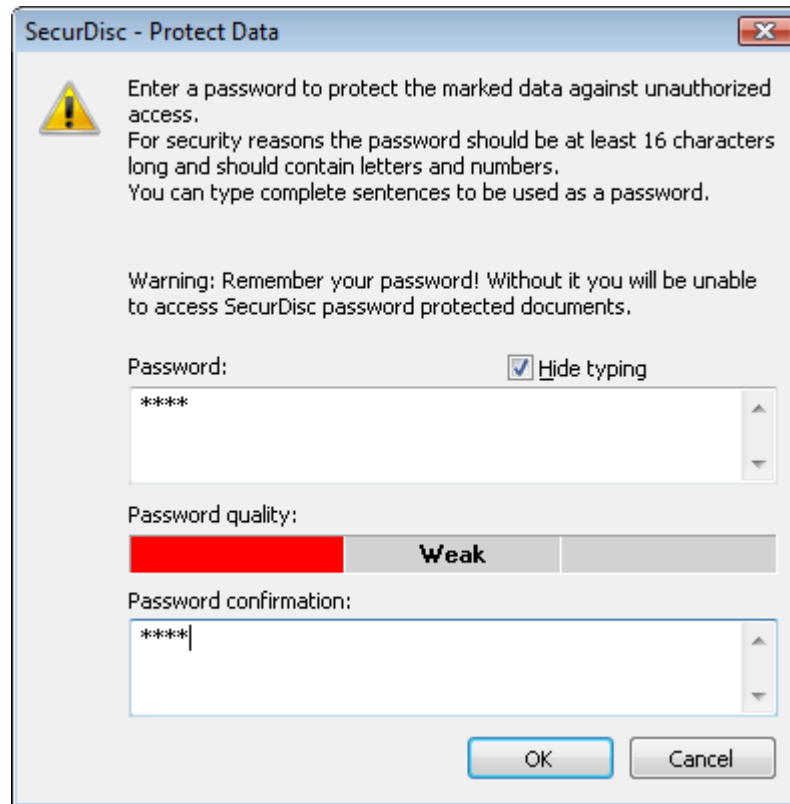 SecurDisc - Protect Data
Enter a password to protect the marked data against unauthorized
access.
For security reasons the password should be at least 16 characters
long and should contain letters and numbers.
You can type complete sentences to be used as a password.
Warning: Remember your password! Without it you will be unable
to access SecurDisc password protected documents.
Password: Hide typing
****
Password quality:
Weak
Password confirmation:
****
OK Cancel